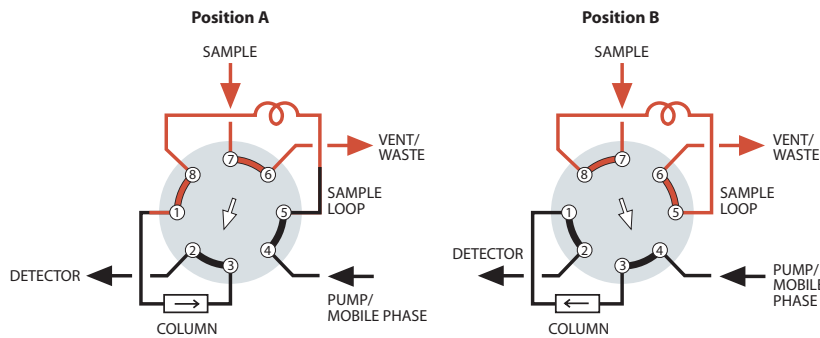 Position A
SAMPLE
VENT/
WASTE
7
8
6
SAMPLE
LOOP
1
5
2
4
3
DETECTOR
PUMP/
MOBILE PHASE
COLUMN
Position B
SAMPLE
VENT/
WASTE
7
8
6
SAMPLE
LOOP
1
5
2
4
3
DETECTOR
PUMP/
MOBILE
PHASE
COLUMN